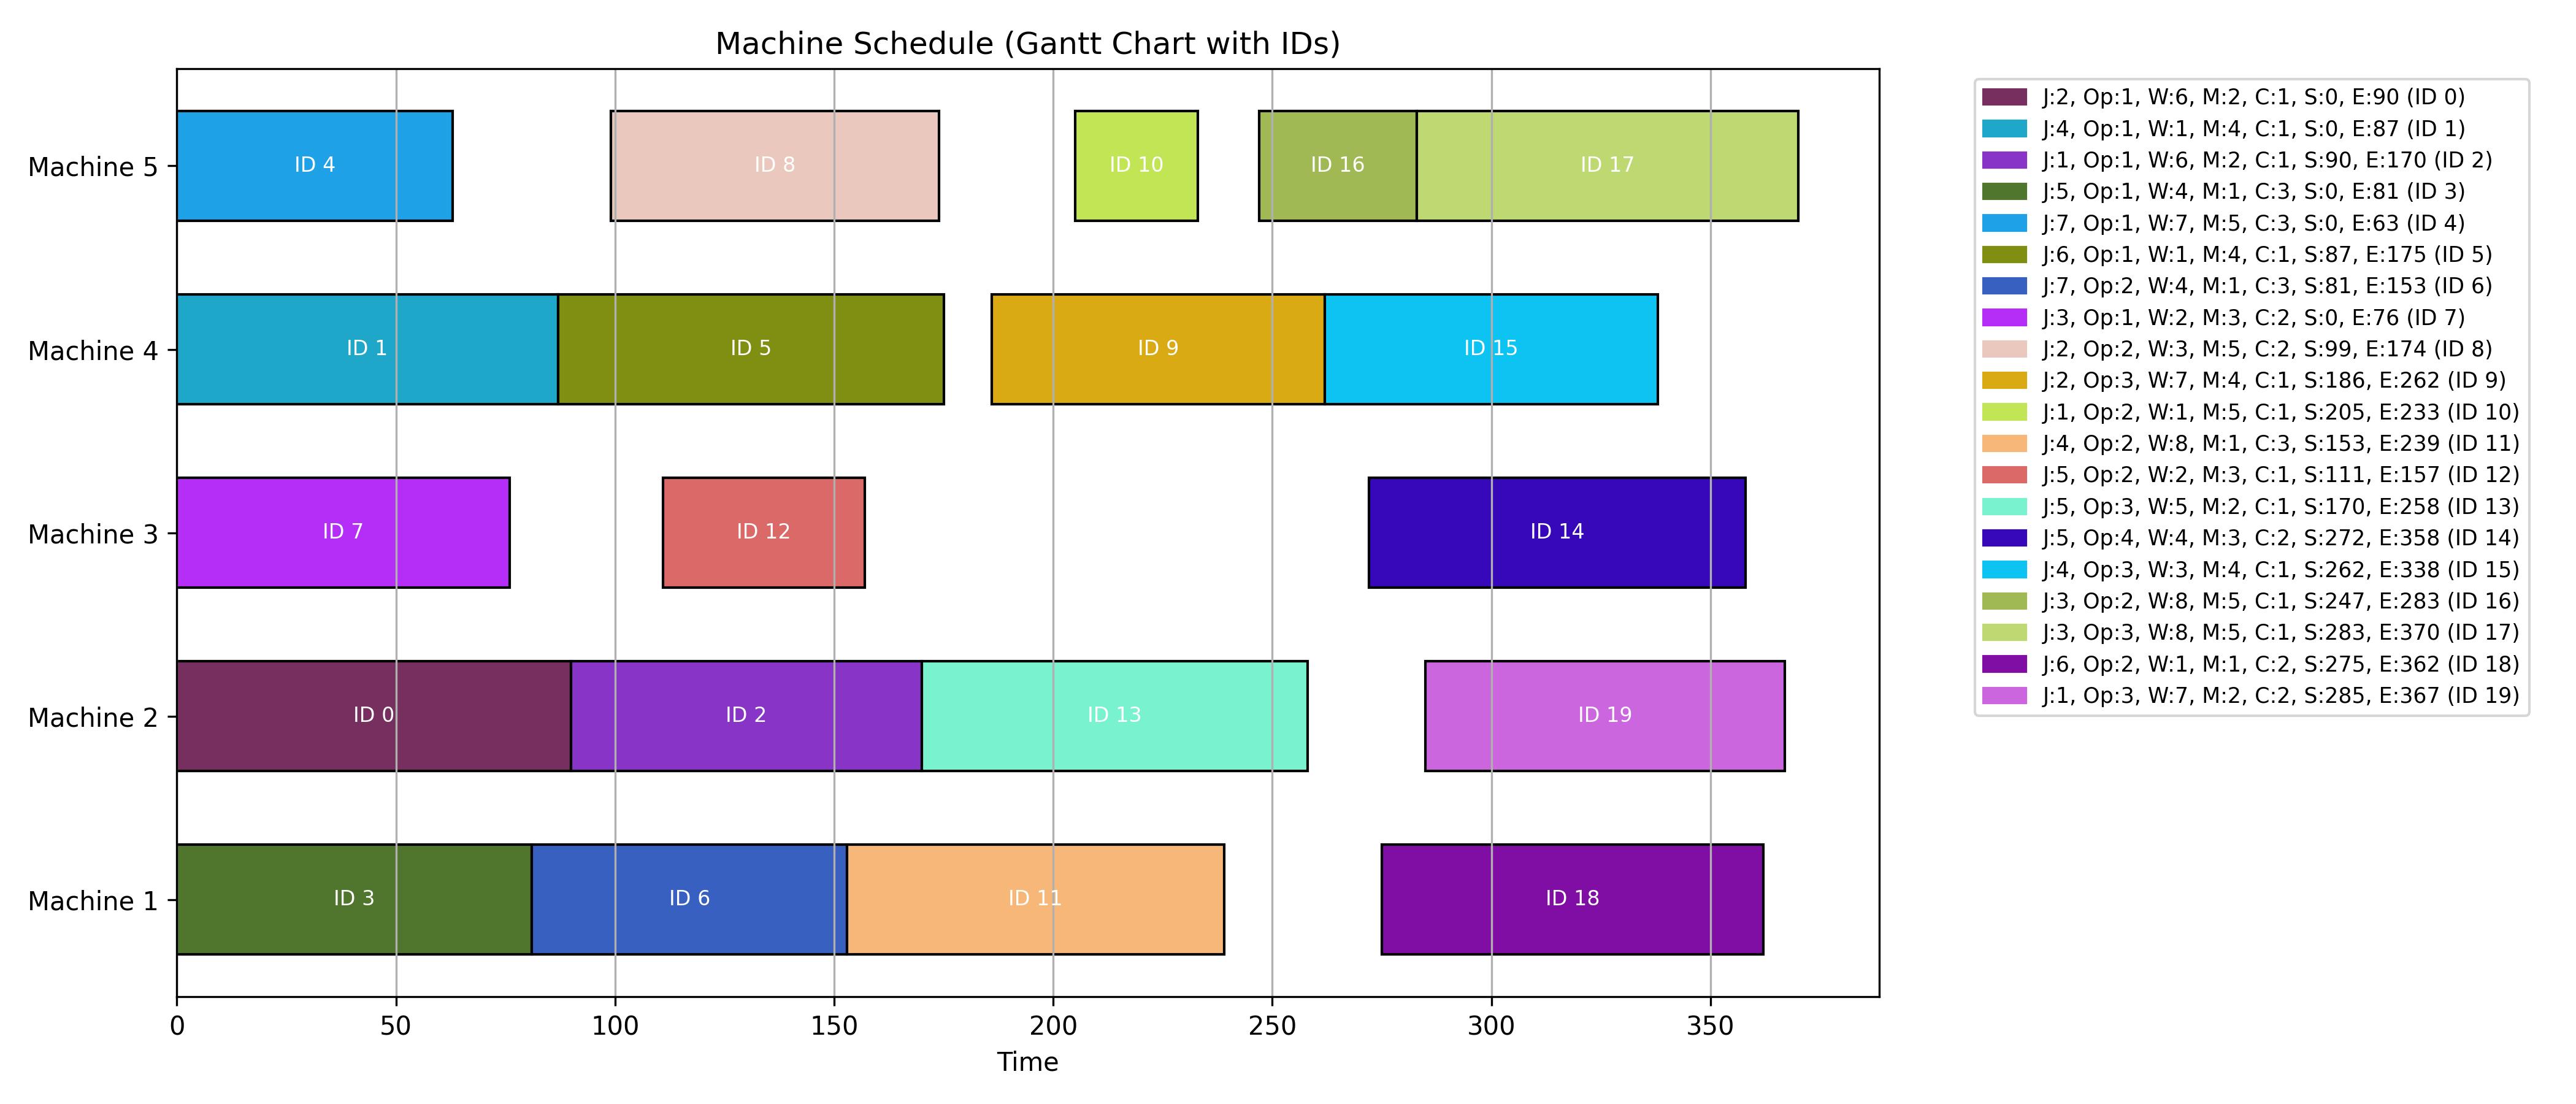 Machine Schedule (Gantt Chart with IDs)
Machine 5
ID 4
ID 8
ID 10
ID 16
ID 17
Machine 4
ID 1
ID 5
ID 9
ID 15
Machine 3
ID 7
ID 12
ID 14
Machine 2
ID 0
ID 2
ID 13
ID 19
Machine 1
ID 3
ID 6
ID 11
ID 18
0 50 100 150 200 250 300 350
Time
J:2, Op:1, W:6, M:2, C:1, S:0, E:90 (ID 0)
J:4, Op:1, W:1, M:4, C:1, S:0, E:87 (ID 1)
J:1, Op:1, W:6, M:2, C:1, S:90, E:170 (ID 2)
J:5, Op:1, W:4, M:1, C:3, S:0, E:81 (ID 3)
J:7, Op:1, W:7, M:5, C:3, S:0, E:63 (ID 4)
J:6, Op:1, W:1, M:4, C:1, S:87, E:175 (ID 5)
J:7, Op:2, W:4, M:1, C:3, S:81, E:153 (ID 6)
J:3, Op:1, W:2, M:3, C:2, S:0, E:76 (ID 7)
J:2, Op:2, W:3, M:5, C:2, S:99, E:174 (ID 8)
J:2, Op:3, W:7, M:4, C:1, S:186, E:262 (ID 9)
J:1, Op:2, W:1, M:5, C:1, S:205, E:233 (ID 10)
J:4, Op:2, W:8, M:1, C:3, S:153, E:239 (ID 11)
J:5, Op:2, W:2, M:3, C:1, S:111, E:157 (ID 12)
J:5, Op:3, W:5, M:2, C:1, S:170, E:258 (ID 13)
J:5, Op:4, W:4, M:3, C:2, S:272, E:358 (ID 14)
J:4, Op:3, W:3, M:4, C:1, S:262, E:338 (ID 15)
J:3, Op:2, W:8, M:5, C:1, S:247, E:283 (ID 16)
J:3, Op:3, W:8, M:5, C:1, S:283, E:370 (ID 17)
J:6, Op:2, W:1, M:1, C:2, S:275, E:362 (ID 18)
J:1, Op:3, W:7, M:2, C:2, S:285, E:367 (ID 19)